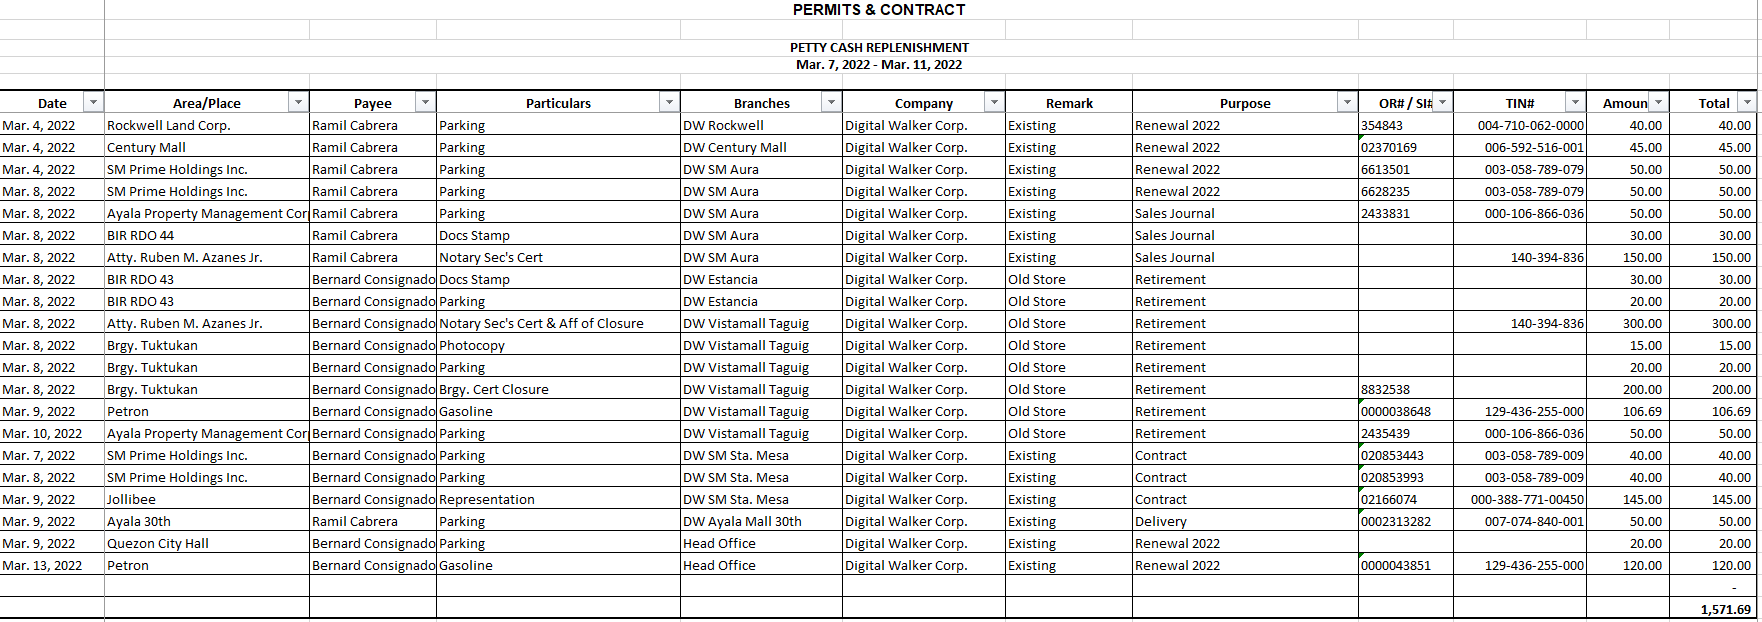 PERMITS & CONTRACT
PETTY CASH REPLENISHMENT
Mar. 7, 2022 - Mar. 11, 2022
Date Area/Place Payee Particulars Branches Company Remark Purpose OR# / SI# TIN# Amoun Total
Mar. 4, 2022 Rockwell Land Corp. Ramil Cabrera Parking DW Rockwell Digital Walker Corp. Existing Renewal 2022 354843 004-710-062-0000 40.00 40.00
Mar. 4, 2022 Century Mall Ramil Cabrera Parking DW Century Mall Digital Walker Corp. Existing Renewal 2022 02370169 006-592-516-001 45.00 45.00
Mar. 4, 2022 SM Prime Holdings Inc. Ramil Cabrera Parking DW SM Aura Digital Walker Corp. Existing Renewal 2022 6613501 003-058-789-079 50.00 50.00
Mar. 8, 2022 SM Prime Holdings Inc. Ramil Cabrera Parking DW SM Aura Digital Walker Corp. Existing Renewal 2022 6628235 003-058-789-079 50.00 50.00
Mar. 8, 2022 Ayala Property Management Cor Ramil Cabrera Parking DW SM Aura Digital Walker Corp. Existing Sales Journal 2433831 000-106-866-036 50.00 50.00
Mar. 8, 2022 BIR RDO 44 Ramil Cabrera Docs Stamp DW SM Aura Digital Walker Corp. Existing Sales Journal 30.00 30.00
Mar. 8, 2022 Atty. Ruben M. Azanes Jr. Ramil Cabrera Notary Sec's Cert DW SM Aura Digital Walker Corp. Existing Sales Journal 140-394-836 150.00 150.00
Mar. 8, 2022 BIR RDO 43 Bernard Consignado Docs Stamp DW Estancia Digital Walker Corp. Old Store Retirement 30.00 30.00
Mar. 8, 2022 BIR RDO 43 Bernard Consignado Parking DW Estancia Digital Walker Corp. Old Store Retirement 20.00 20.00
Mar. 8, 2022 Atty. Ruben M. Azanes Jr. Bernard Consignado Notary Sec's Cert & Aff of Closure DW Vistamall Taguig Digital Walker Corp. Old Store Retirement 140-394-836 300.00 300.00
Mar. 8, 2022 Brgy. Tuktukan Bernard Consignado Photocopy DW Vistamall Taguig Digital Walker Corp. Old Store Retirement 15.00 15.00
Mar. 8, 2022 Brgy. Tuktukan Bernard Consignado Parking DW Vistamall Taguig Digital Walker Corp. Old Store Retirement 20.00 20.00
Mar. 8, 2022 Brgy. Tuktukan Bernard Consignado Brgy. Cert Closure DW Vistamall Taguig Digital Walker Corp. Old Store Retirement 8832538 200.00 200.00
Mar. 9, 2022 Petron Bernard Consignado Gasoline DW Vistamall Taguig Digital Walker Corp. Old Store Retirement 0000038648 129-436-255-000 106.69 106.69
Mar. 10, 2022 Ayala Property Management Cor Bernard Consignado Parking DW Vistamall Taguig Digital Walker Corp. Old Store Retirement 2435439 000-106-866-036 50.00 50.00
Mar. 7, 2022 SM Prime Holdings Inc. Bernard Consignado Parking DW SM Sta. Mesa Digital Walker Corp. Existing Contract 020853443 003-058-789-009 40.00 40.00
Mar. 8, 2022 SM Prime Holdings Inc. Bernard Consignado Parking DW SM Sta. Mesa Digital Walker Corp. Existing Contract 020853993 003-058-789-009 40.00 40.00
Mar. 9, 2022 Jollibee Bernard Consignado Representation DW SM Sta. Mesa Digital Walker Corp. Existing Contract 02166074 000-388-771-00450 145.00 145.00
Mar. 9, 2022 Ayala 30th Ramil Cabrera Parking DW Ayala Mall 30th Digital Walker Corp. Existing Delivery 0002313282 007-074-840-001 50.00 50.00
Mar. 9, 2022 Quezon City Hall Bernard Consignado Parking Head Office Digital Walker Corp. Existing Renewal 2022 20.00 20.00
Mar. 13, 2022 Petron Bernard Consignado Gasoline Head Office Digital Walker Corp. Existing Renewal 2022 0000043851 129-436-255-000 120.00 120.00
-
1,571.69